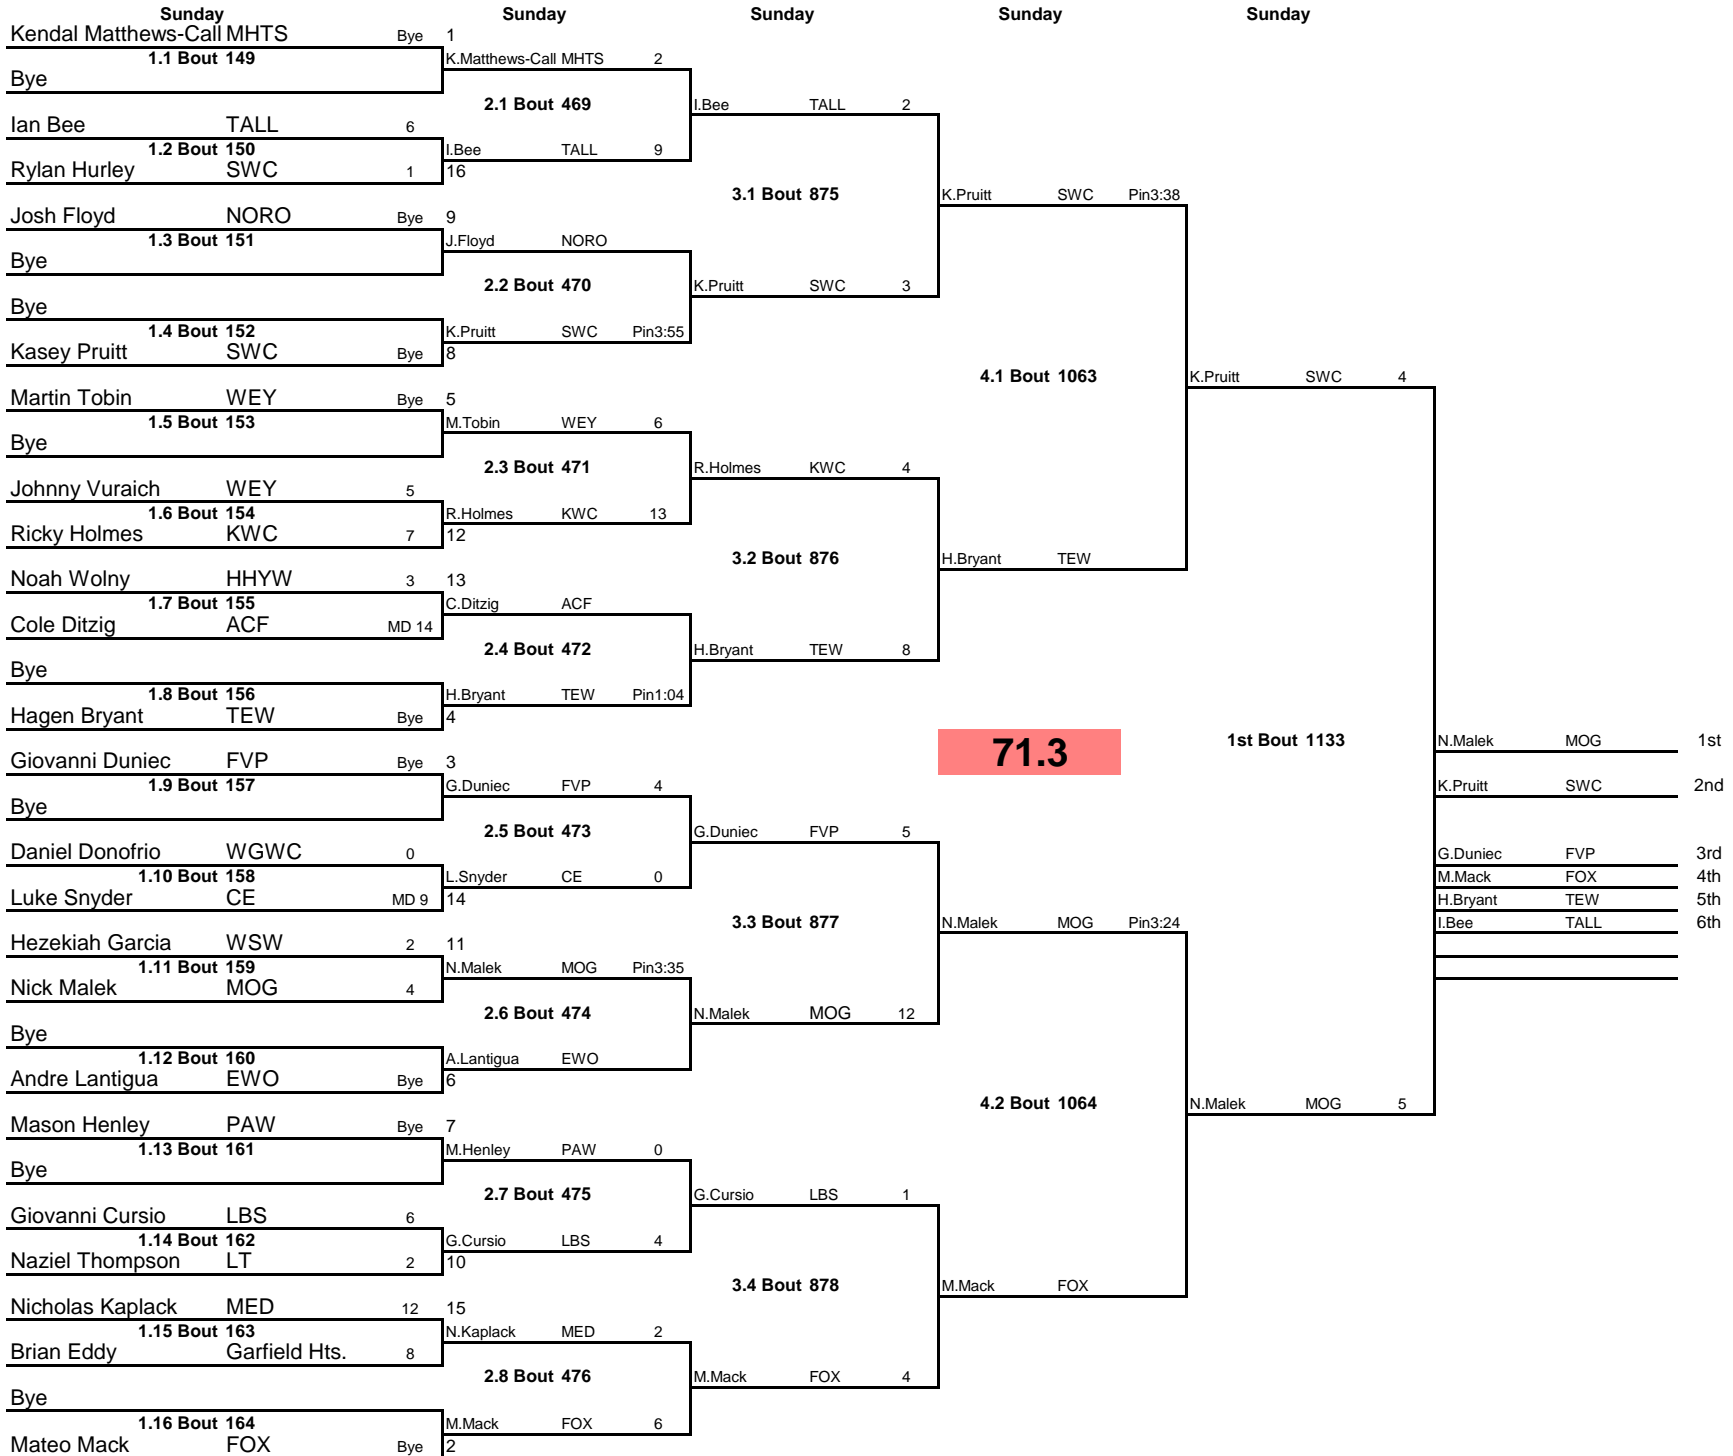 Sunday Sunday Sunday Sunday Sunday
Kendal Matthews-Call MHTS Bye 1
1.1 Bout 149 K.Matthews-Call MHTS 2
Bye
2.1 Bout 469 I.Bee TALL 2
Ian Bee TALL 6
1.2 Bout 150 I.Bee TALL 9
Rylan Hurley SWC 1 16
3.1 Bout 875 K.Pruitt SWC Pin3:38
Josh Floyd NORO Bye 9
1.3 Bout 151 J.Floyd NORO
Bye
2.2 Bout 470 K.Pruitt SWC 3
Bye
1.4 Bout 152 K.Pruitt SWC Pin3:55
Kasey Pruitt SWC Bye 8
4.1 Bout 1063 K.Pruitt SWC 4
Martin Tobin WEY Bye 5
1.5 Bout 153 M.Tobin WEY 6
Bye
2.3 Bout 471 R.Holmes KWC 4
Johnny Vuraich WEY 5
1.6 Bout 154 R.Holmes KWC 13
Ricky Holmes KWC 7 12
3.2 Bout 876 H.Bryant TEW
Noah Wolny HHYW 3 13
1.7 Bout 155 C.Ditzig ACF
Cole Ditzig ACF MD 14
2.4 Bout 472 H.Bryant TEW 8
Bye
1.8 Bout 156 H.Bryant TEW Pin1:04
Hagen Bryant TEW Bye 4
71.3 1st Bout 1133 N.Malek MOG 1st
Giovanni Duniec FVP Bye 3
1.9 Bout 157 G.Duniec FVP 4 K.Pruitt SWC 2nd
Bye
2.5 Bout 473 G.Duniec FVP 5
Daniel Donofrio WGWC 0 G.Duniec FVP 3rd
1.10 Bout 158 L.Snyder CE 0 M.Mack FOX 4th
Luke Snyder CE MD 9 14 H.Bryant TEW 5th
3.3 Bout 877 N.Malek MOG Pin3:24 I.Bee TALL 6th
Hezekiah Garcia WSW 2 11
1.11 Bout 159 N.Malek MOG Pin3:35
Nick Malek MOG 4
2.6 Bout 474 N.Malek MOG 12
Bye
1.12 Bout 160 A.Lantigua EWO
Andre Lantigua EWO Bye 6
4.2 Bout 1064 N.Malek MOG 5
Mason Henley PAW Bye 7
1.13 Bout 161 M.Henley PAW 0
Bye
2.7 Bout 475 G.Cursio LBS 1
Giovanni Cursio LBS 6
1.14 Bout 162 G.Cursio LBS 4
Naziel Thompson LT 2 10
3.4 Bout 878 M.Mack FOX
Nicholas Kaplack MED 12 15
1.15 Bout 163 N.Kaplack MED 2
Brian Eddy Garfield Hts. 8
2.8 Bout 476 M.Mack FOX 4
Bye
1.16 Bout 164 M.Mack FOX 6
Mateo Mack FOX Bye 2